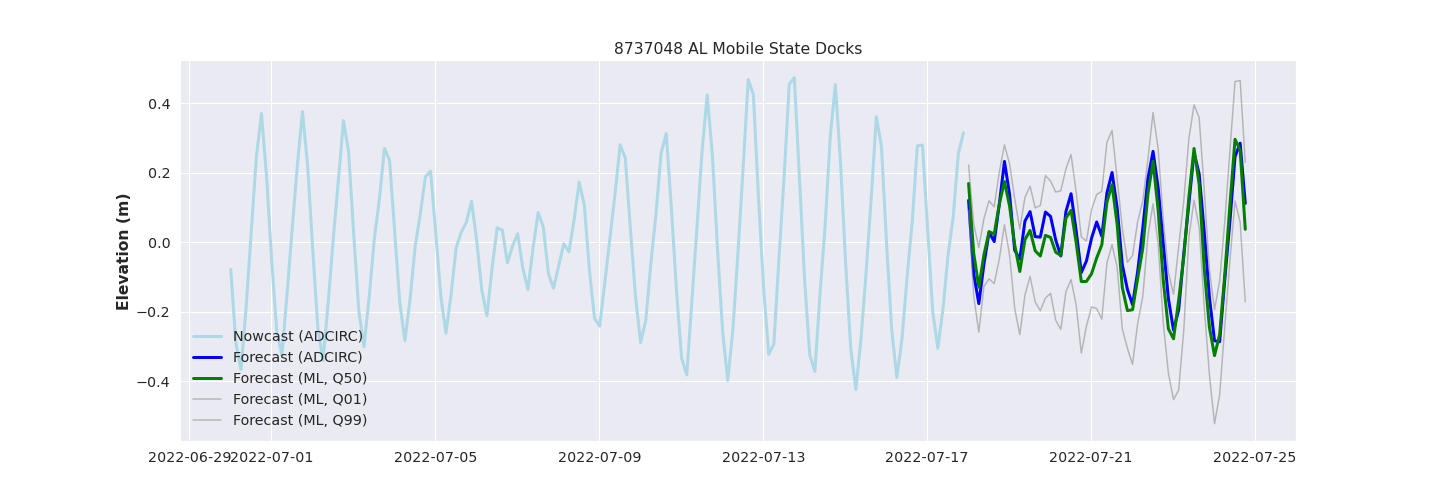 8737048 AL Mobile State Docks
Elevation (m)
0.4
0.2
0.0
−0.2
−0.4
Nowcast (ADCIRC)
Forecast (ADCIRC)
Forecast (ML, Q50)
Forecast (ML, Q01)
Forecast (ML, Q99)
2022-06-29 2022-07-01 2022-07-05 2022-07-09 2022-07-13 2022-07-17 2022-07-21 2022-07-25